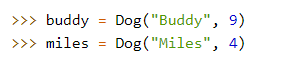 >>> buddy = Dog("Buddy", 9)
>>> miles = Dog("Miles", 4)